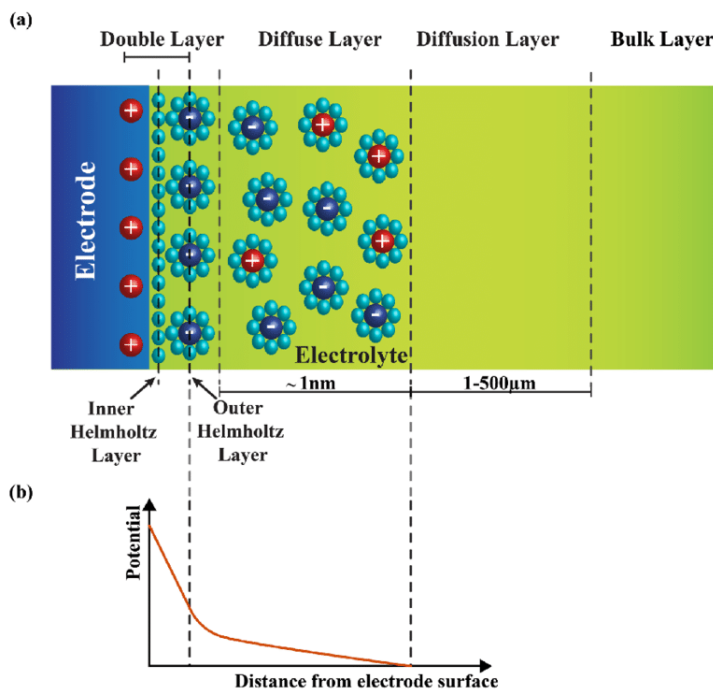 (a)
Double Layer Diffuse Layer Diffusion Layer Bulk Layer
Electrode
+
+
+
+
+
-
-
-
-
-
+
+
-
-
+
+
-
-
-
Electrolyte
~ 1nm 1-500µm
Inner
Helmholtz
Layer
Outer
Helmholtz
Layer
(b)
Potential
Distance from electrode surface